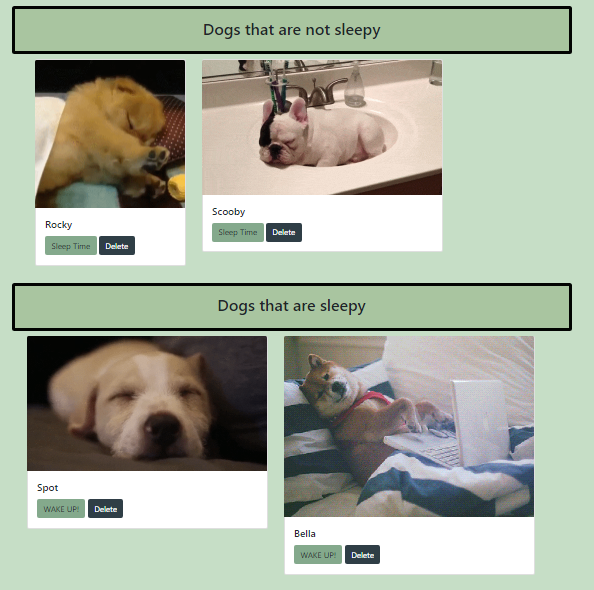 Dogs that are not sleepy
Rocky
Sleep Time Delete
Scooby
Sleep Time Delete
Dogs that are sleepy
Spot
WAKE UP! Delete
Bella
WAKE UP! Delete